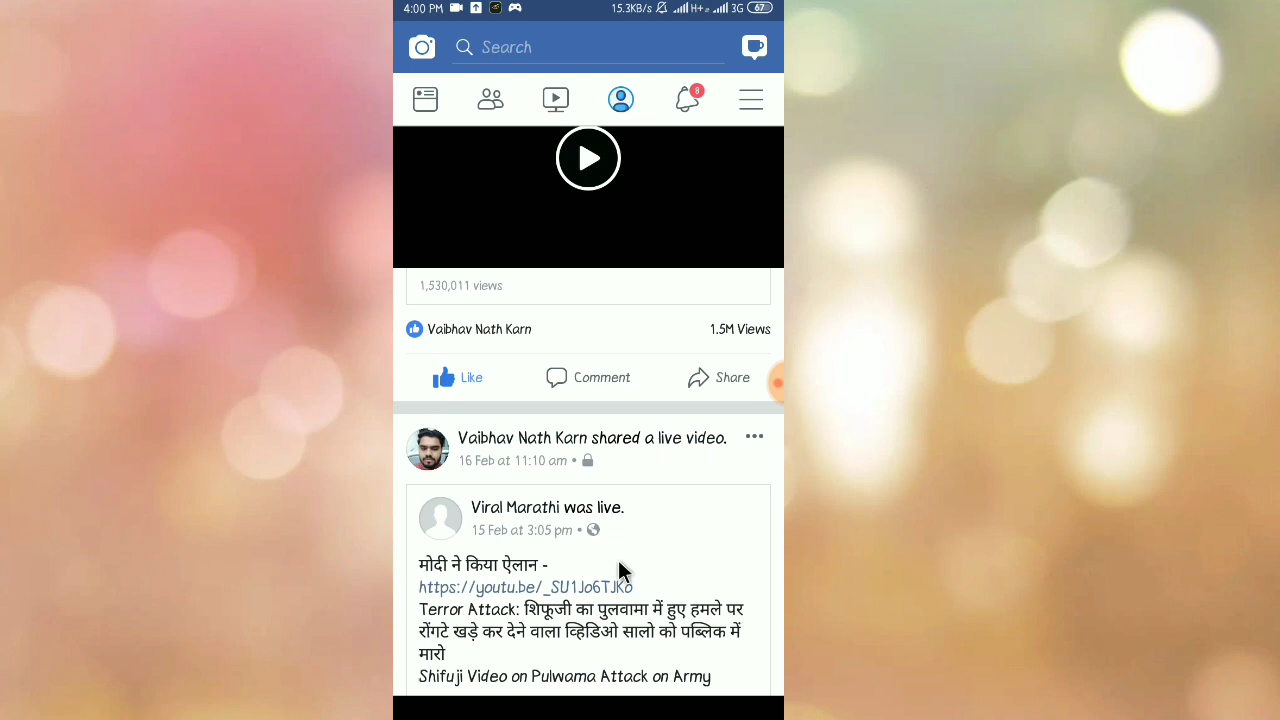 4:00 PM 15.3KB/s H+ 3G 67
Search
8
1,530,011 views
Vaibhav Nath Karn 1.5M Views
Like Comment Share
Vaibhav Nath Karn shared a live video.
16 Feb at 11:10 am •
Viral Marathi was live.
15 Feb at 3:05 pm •
मोदी ने किया ऐलान -
https://youtu.be/_SU1Jo6TJKo
Terror Attack: शिफूजी का पुलवामा में हुए हमले पर
रोंगटे खड़े कर देने वाला व्हिडिओ सालो को पब्लिक में
मारो
Shifuji Video on Pulwama Attack on Army